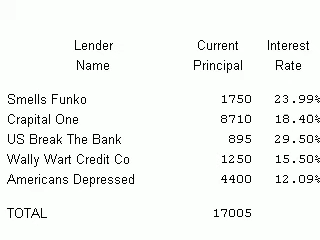 Lender Current Interest
Name Principal Rate
Smells Funko 1750 23.99%
Crapital One 8710 18.40%
US Break The Bank 895 29.50%
Wally Wart Credit Co 1250 15.50%
Americans Depressed 4400 12.09%
TOTAL 17005